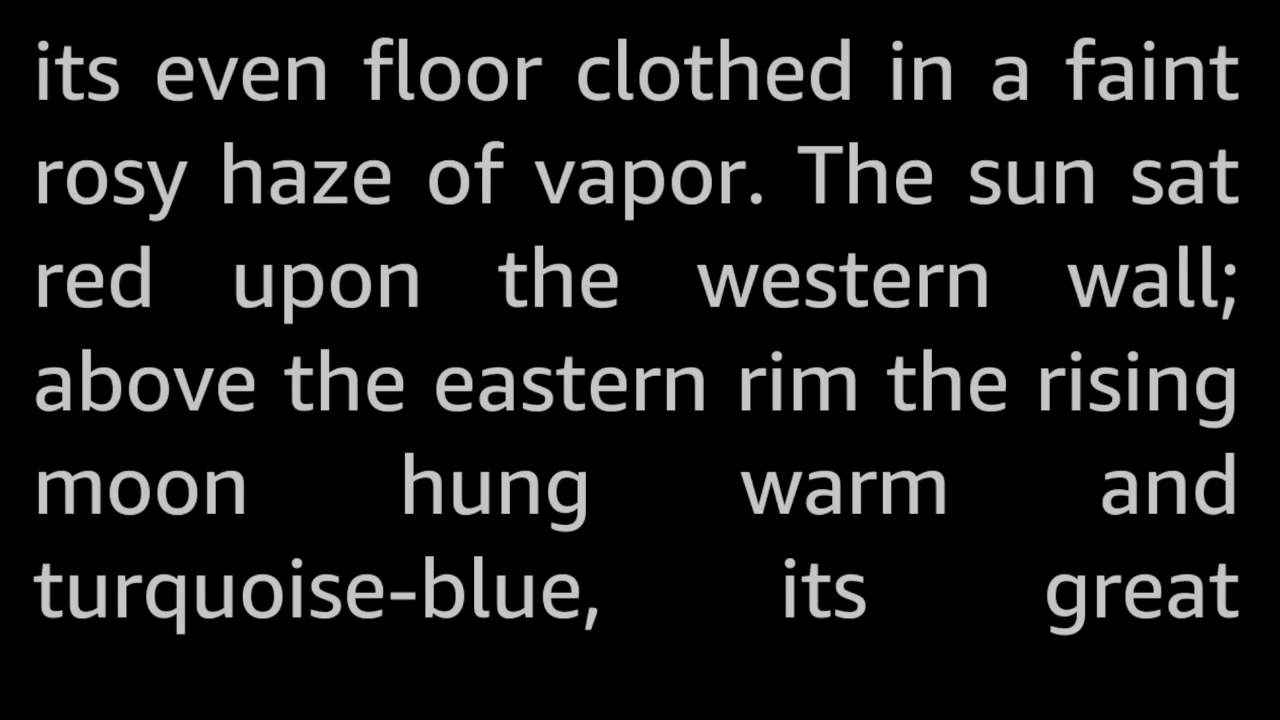 its even floor clothed in a faint
rosy haze of vapor. The sun sat
red upon the western wall;
above the eastern rim the rising
moon hung warm and
turquoise-blue, its great